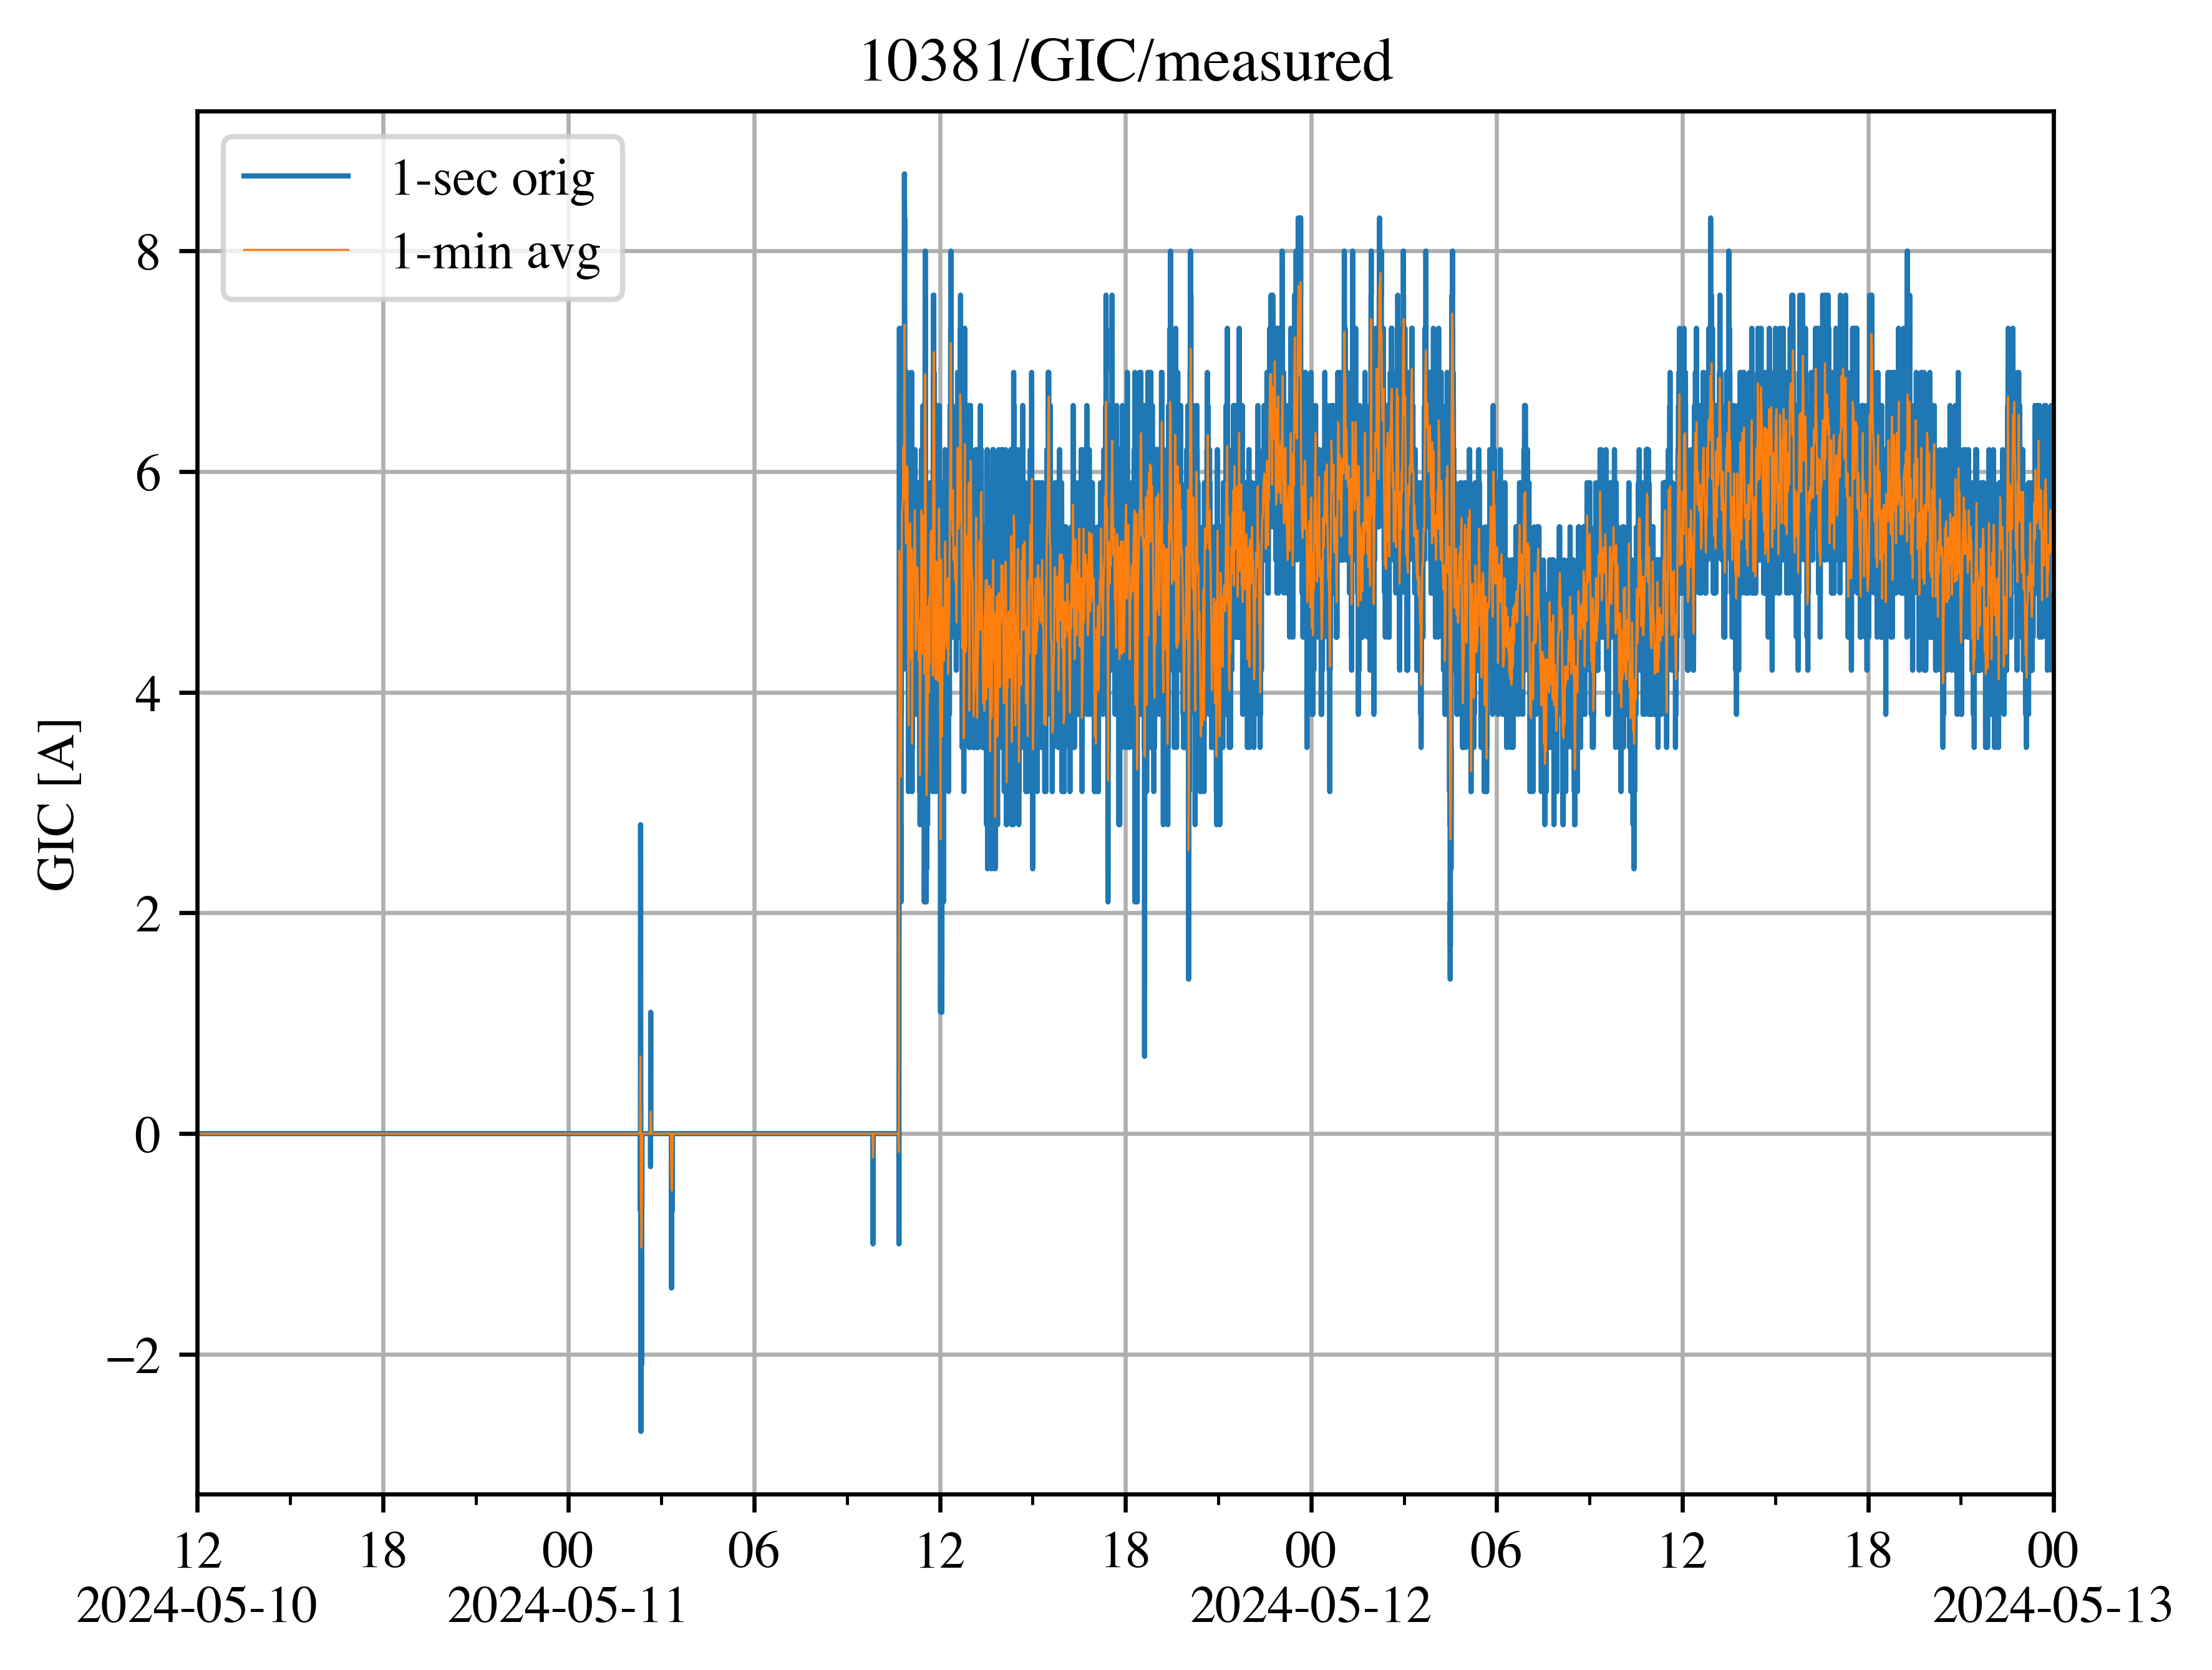 10381/GIC/measured
1-sec orig
1-min avg
8
6
4
2
0
−2
GIC [A]
12 18 00 06 12 18 00 06 12 18 00
2024-05-10 2024-05-11 2024-05-12 2024-05-13